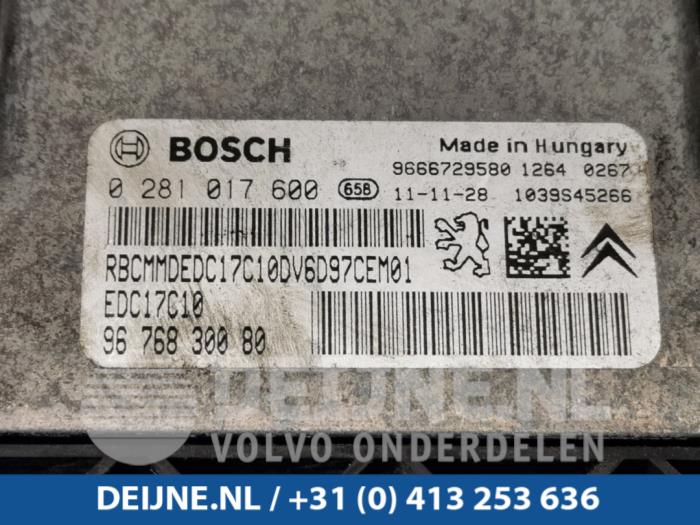 BOSCH
Made in Hungary
9666729580 1264 0267
0 281 017 600 65B 11-11-28 1039S45266
RBCMMDEDC17C10DV6D97CEM01
EDC17C10
96 768 300 80
DEIJNE.NL
VOLVO ONDERDELEN
DEIJNE.NL / +31 (0) 413 253 636